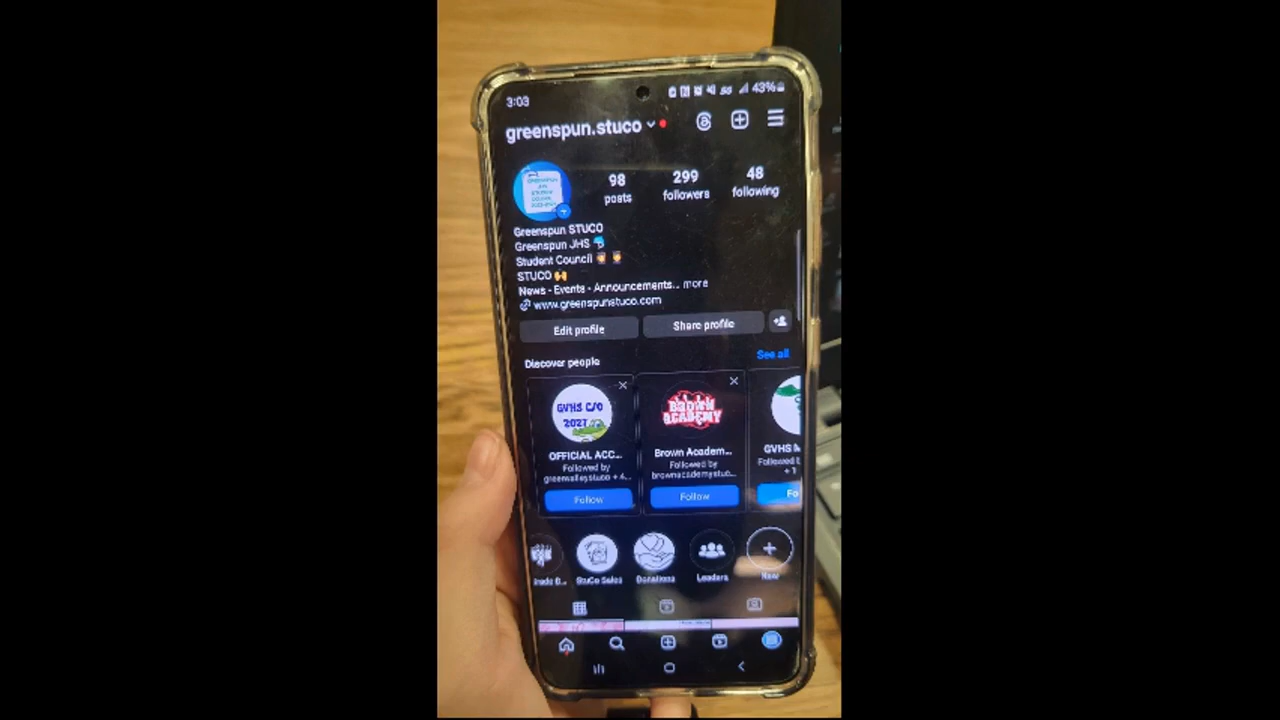 3:03 5G 43%
greenspun.stuco
98 299 48
posts followers following
Greenspun STUCO
Greenspun JHS
Student Council
STUCO 🙌
News - Events - Announcements... more
www.greenspunstuco.com
Edit profile Share profile
Discover people See all
GVHS C/O
2027
BROWN
ACADEMY
OFFICIAL ACC... Brown Academ... GVHS
Followed by Followed by Followed
greenvalleystuco + 4... brownacademystuc... + 1
Follow Follow Fo
StuCo Sales Donations Leaders New